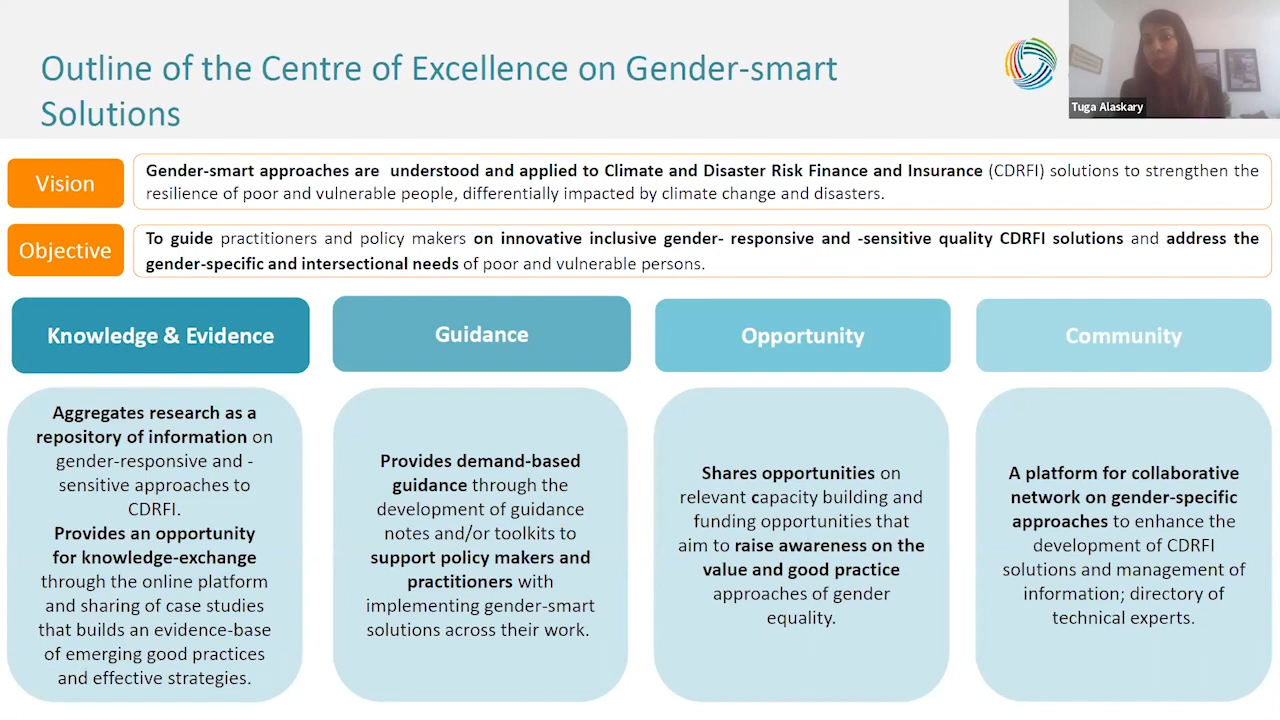 Outline of the Centre of Excellence on Gender-smart
Solutions
Tuga Alaskary
Vision
Gender-smart approaches are understood and applied to Climate and Disaster Risk Finance and Insurance (CDRFI) solutions to strengthen the
resilience of poor and vulnerable people, differentially impacted by climate change and disasters.
Objective
To guide practitioners and policy makers on innovative inclusive gender- responsive and -sensitive quality CDRFI solutions and address the
gender-specific and intersectional needs of poor and vulnerable persons.
Knowledge & Evidence
Aggregates research as a
repository of information on
gender-responsive and -
sensitive approaches to
CDRFI.
Provides an opportunity
for knowledge-exchange
through the online platform
and sharing of case studies
that builds an evidence-base
of emerging good practices
and effective strategies.
Guidance
Provides demand-based
guidance through the
development of guidance
notes and/or toolkits to
support policy makers and
practitioners with
implementing gender-smart
solutions across their work.
Opportunity
Shares opportunities on
relevant capacity building and
funding opportunities that
aim to raise awareness on the
value and good practice
approaches of gender
equality.
Community
A platform for collaborative
network on gender-specific
approaches to enhance the
development of CDRFI
solutions and management of
information; directory of
technical experts.